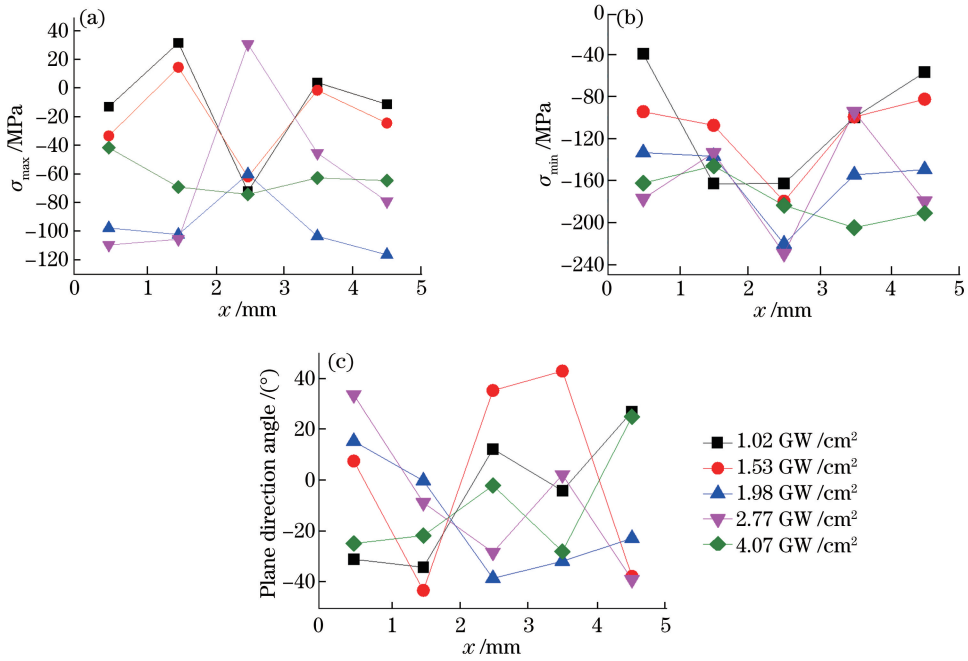 (a)
40
20
0
−20
−40
−60
−80
−100
−120
σmax /MPa
0
1
2
3
4
5
x /mm
(b)
0
−40
−80
−120
−160
−200
−240
σmin /MPa
0
1
2
3
4
5
x /mm
(c)
40
20
0
−20
−40
Plane direction angle /(°)
0
1
2
3
4
5
x /mm
1.02 GW /cm²
1.53 GW /cm²
1.98 GW /cm²
2.77 GW /cm²
4.07 GW /cm²